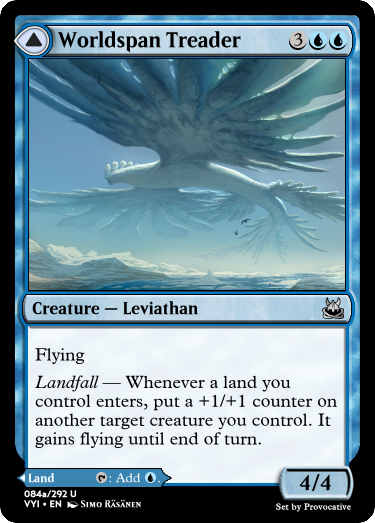 Worldspan Treader 3
Creature — Leviathan
Flying
Landfall — Whenever a land you
control enters, put a +1/+1 counter on
another target creature you control. It
gains flying until end of turn.
Land : Add .
4/4
084a/292 U
VYI • EN Simo Räsänen
Set by Provocative